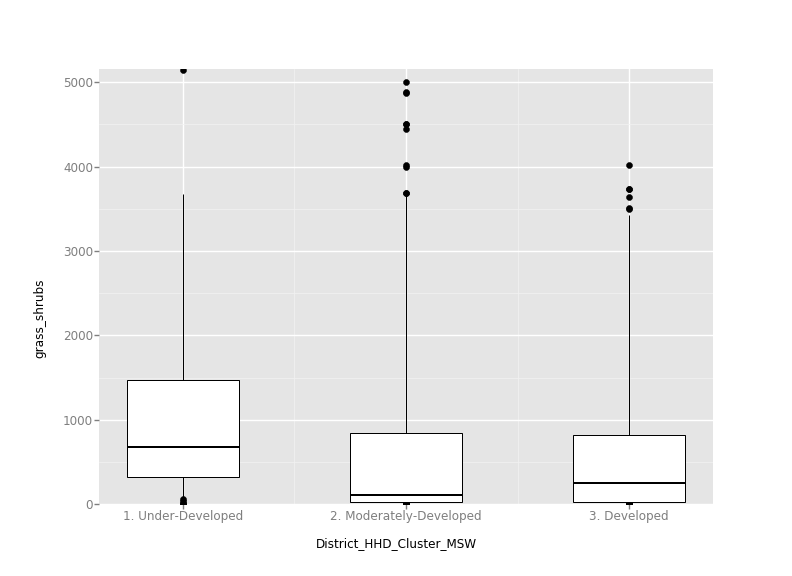 5000
4000
3000
2000
1000
0
grass_shrubs
1. Under-Developed
2. Moderately-Developed
3. Developed
District_HHD_Cluster_MSW